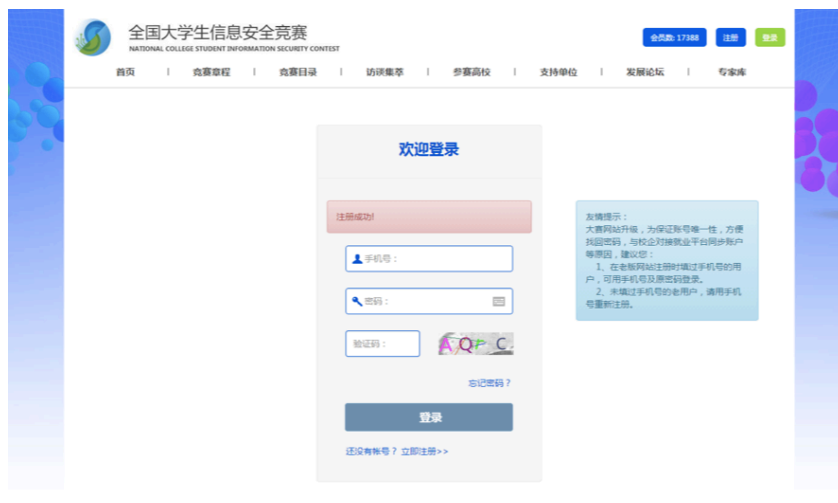 全国大学生信息安全竞赛
NATIONAL COLLEGE STUDENT INFORMATION SECURITY CONTEST
会员数: 17388 注册 登录
首页 | 竞赛章程 | 竞赛目录 | 访谈集萃 | 参赛高校 | 支持单位 | 发展论坛 | 专家库
欢迎登录
注册成功!
手机号：
密码：
验证码：
忘记密码？
登录
还没有帐号？ 立即注册>>
友情提示：
大赛网站升级，为保证账号唯一性，方便
找回密码，与校企对接就业平台同步账户
等原因，建议您：
1、在老版网站注册时填过手机号的用
户，可用手机号及原密码登录。
2、未填过手机号的老用户，请用手机
号重新注册。